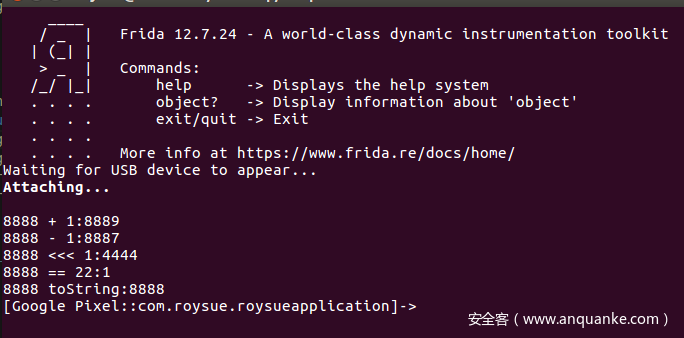 ____
   / _  |   Frida 12.7.24 - A world-class dynamic instrumentation toolkit
  | (_| |
   > _  |   Commands:
  /_/ |_|       help      -> Displays the help system
  . . . .       object?   -> Display information about 'object'
  . . . .       exit/quit -> Exit
  . . . .
  . . . .   More info at https://www.frida.re/docs/home/
Waiting for USB device to appear...
Attaching...
8888 + 1:8889
8888 - 1:8887
8888 <<< 1:4444
8888 == 22:1
8888 toString:8888
[Google Pixel::com.roysue.roysueapplication]->
安全客（www.anquanke.com）